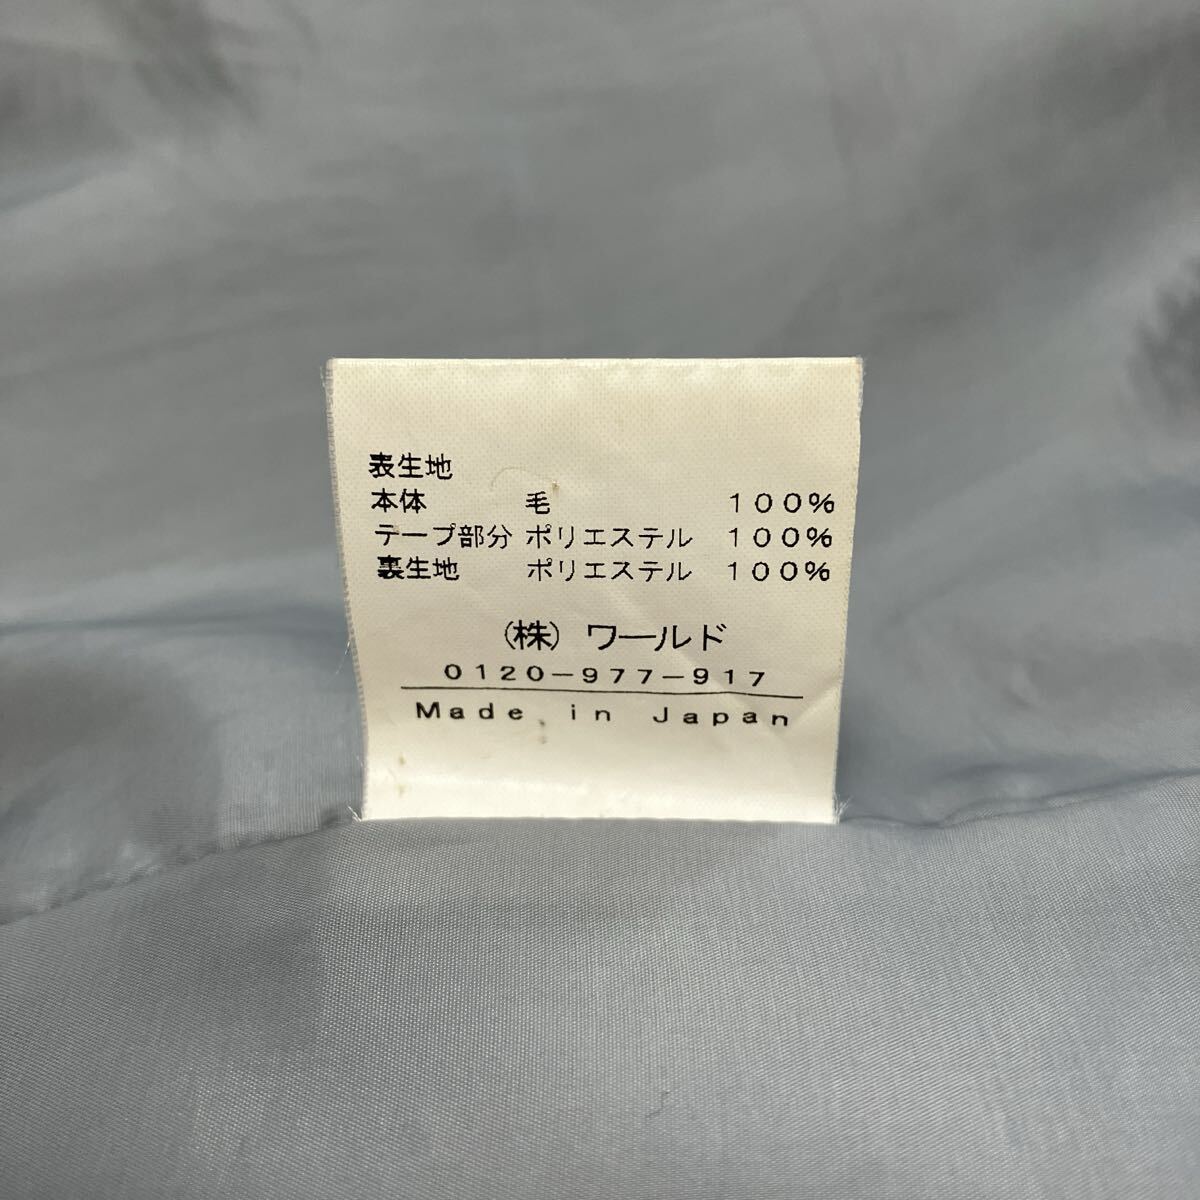 表生地
本体 毛 100%
テープ部分 ポリエステル 100%
裏生地 ポリエステル 100%
(株)ワールド
0120-977-917
Made in Japan